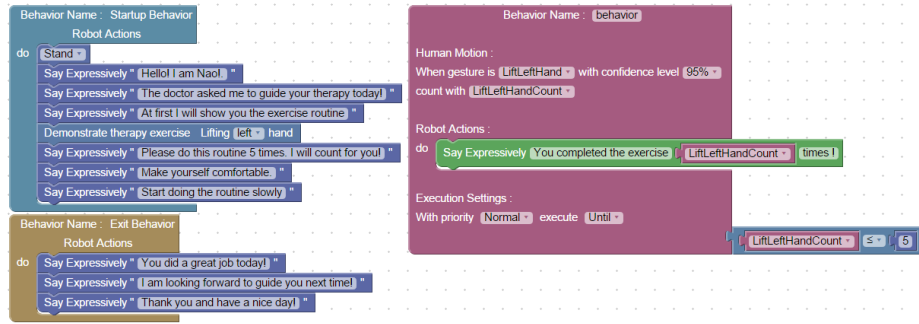 Behavior Name : Startup Behavior
Robot Actions
do Stand
Say Expressively " Hello! I am Nao!. "
Say Expressively " The doctor asked me to guide your therapy today! "
Say Expressively " At first I will show you the exercise routine "
Demonstrate therapy exercise Lifting left hand
Say Expressively " Please do this routine 5 times. I will count for you! "
Say Expressively " Make yourself comfortable. "
Say Expressively " Start doing the routine slowly "
Behavior Name : Exit Behavior
Robot Actions
do Say Expressively " You did a great job today! "
Say Expressively " I am looking forward to guide you next time! "
Say Expressively " Thank you and have a nice day! "
Behavior Name : behavior
Human Motion :
When gesture is LiftLeftHand with confidence level 95%
count with LiftLeftHandCount
Robot Actions :
do Say Expressively You completed the exercise LiftLeftHandCount times !
Execution Settings :
With priority Normal execute Until
LiftLeftHandCount ≤ 5